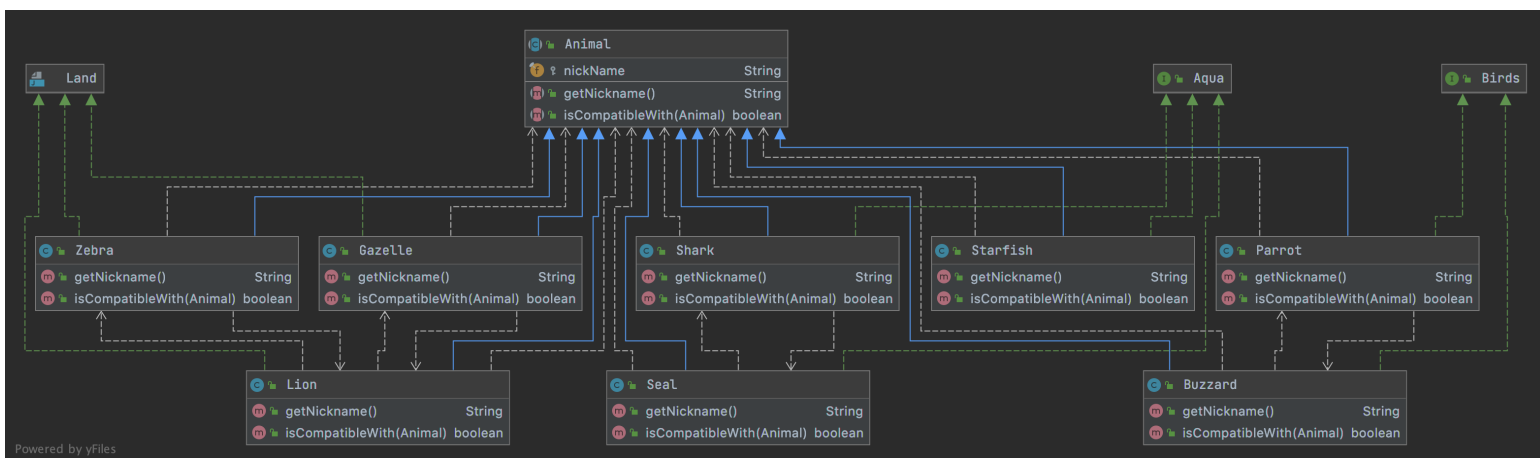 Animal
nickName String
getNickname() String
isCompatibleWith(Animal) boolean
Land
Aqua
Birds
Zebra
getNickname() String
isCompatibleWith(Animal) boolean
Gazelle
getNickname() String
isCompatibleWith(Animal) boolean
Shark
getNickname() String
isCompatibleWith(Animal) boolean
Starfish
getNickname() String
isCompatibleWith(Animal) boolean
Parrot
getNickname() String
isCompatibleWith(Animal) boolean
Lion
getNickname() String
isCompatibleWith(Animal) boolean
Seal
getNickname() String
isCompatibleWith(Animal) boolean
Buzzard
getNickname() String
isCompatibleWith(Animal) boolean
Powered by yFiles